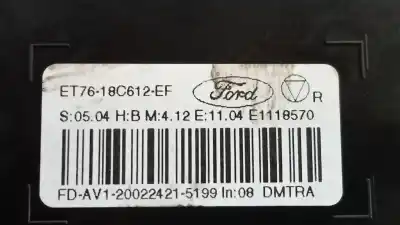 ET76-18C612-EF Ford R
S:05.04 H:B M:4.12 E:11.04 E1118570
FD-AV1-20022421-5199 In:08 DMTRA